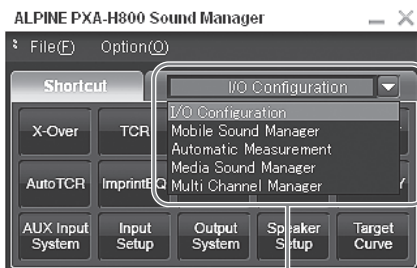 ALPINE PXA-H800 Sound Manager
File(F) Option(O)
Shortcut I/O Configuration
I/O Configuration
X-Over TCR Mobile Sound Manager
Automatic Measurement
Media Sound Manager
AutoTCR ImprintEQ Multi Channel Manager
AUX Input System Input Setup Output System Speaker Setup Target Curve